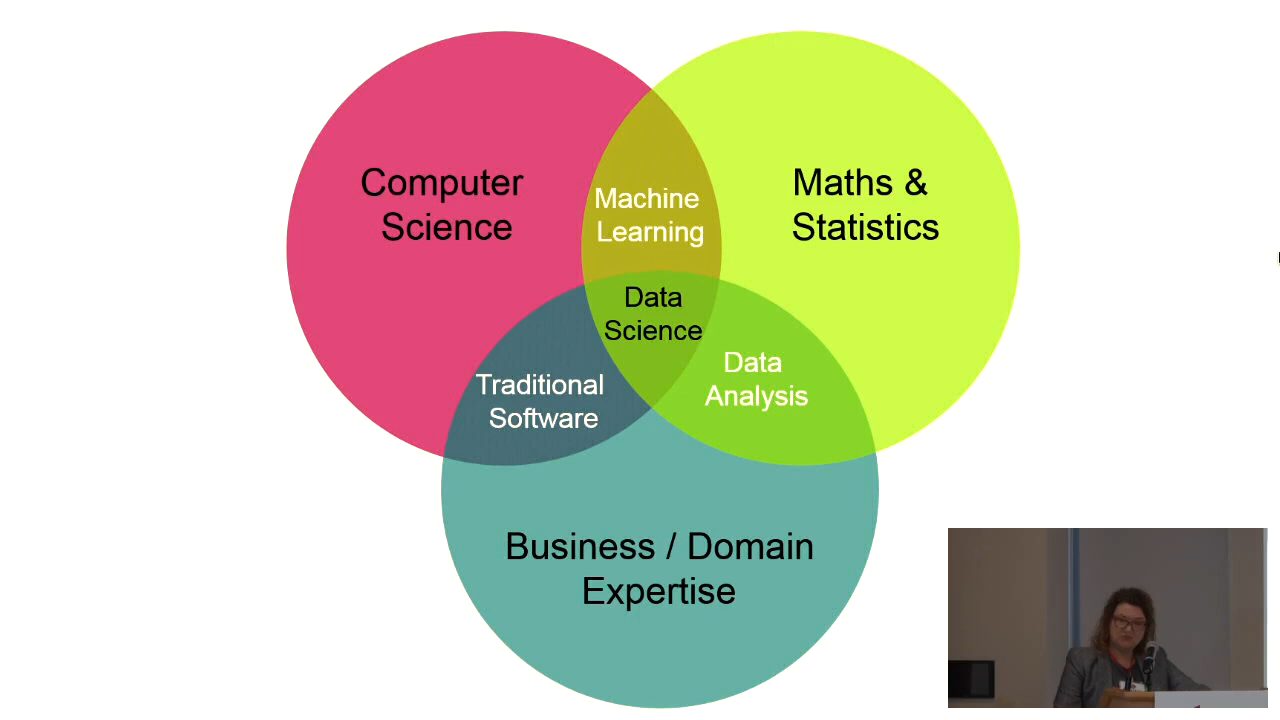 Computer
Science
Maths &
Statistics
Machine
Learning
Data
Science
Data
Analysis
Traditional
Software
Business / Domain
Expertise